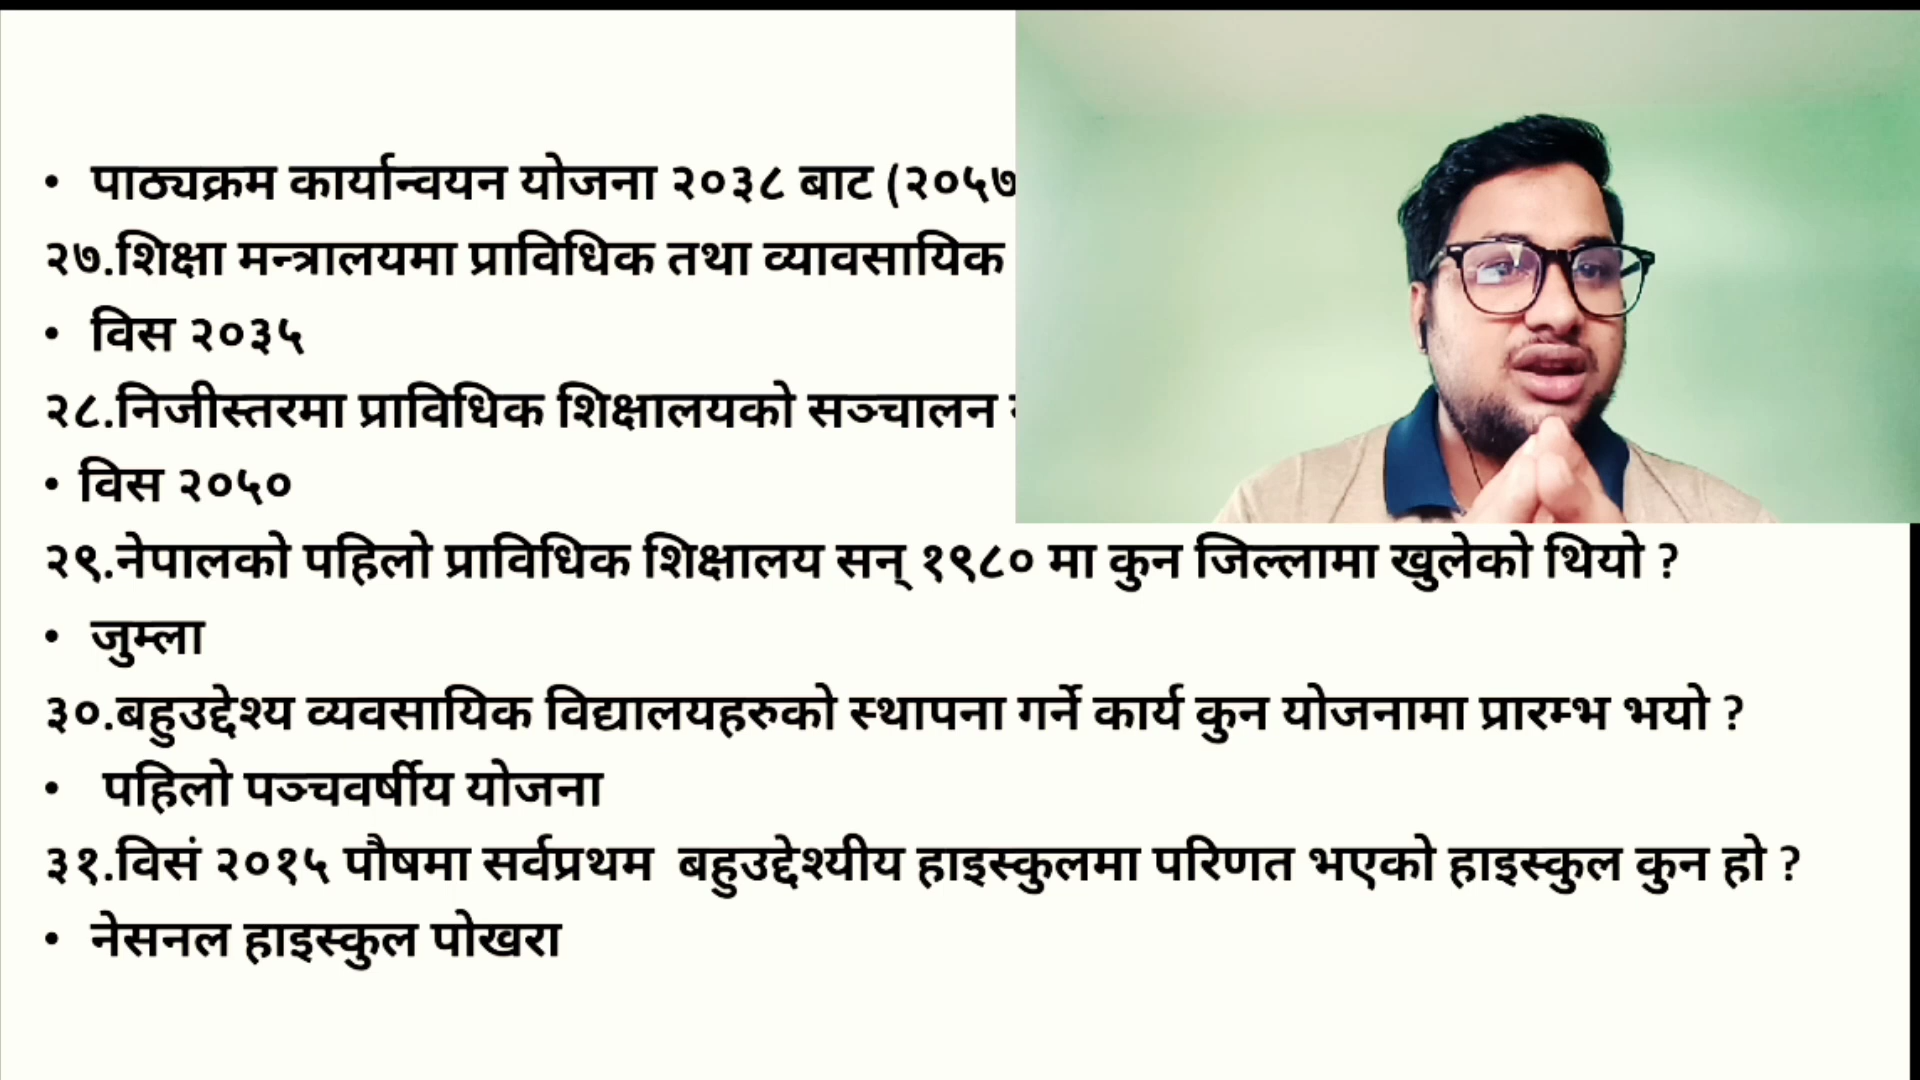 • पाठ्यक्रम कार्यान्वयन योजना २०३८ बाट (२०५७
२७.शिक्षा मन्त्रालयमा प्राविधिक तथा व्यावसायिक
• विस २०३५
२८.निजीस्तरमा प्राविधिक शिक्षालयको सञ्चालन
• विस २०५०
२९.नेपालको पहिलो प्राविधिक शिक्षालय सन् १९८० मा कुन जिल्लामा खुलेको थियो ?
• जुम्ला
३०.बहुउद्देश्य व्यवसायिक विद्यालयहरुको स्थापना गर्ने कार्य कुन योजनामा प्रारम्भ भयो ?
• पहिलो पञ्चवर्षीय योजना
३१.विसं २०१५ पौषमा सर्वप्रथम बहुउद्देश्यीय हाइस्कुलमा परिणत भएको हाइस्कुल कुन हो ?
• नेसनल हाइस्कुल पोखरा